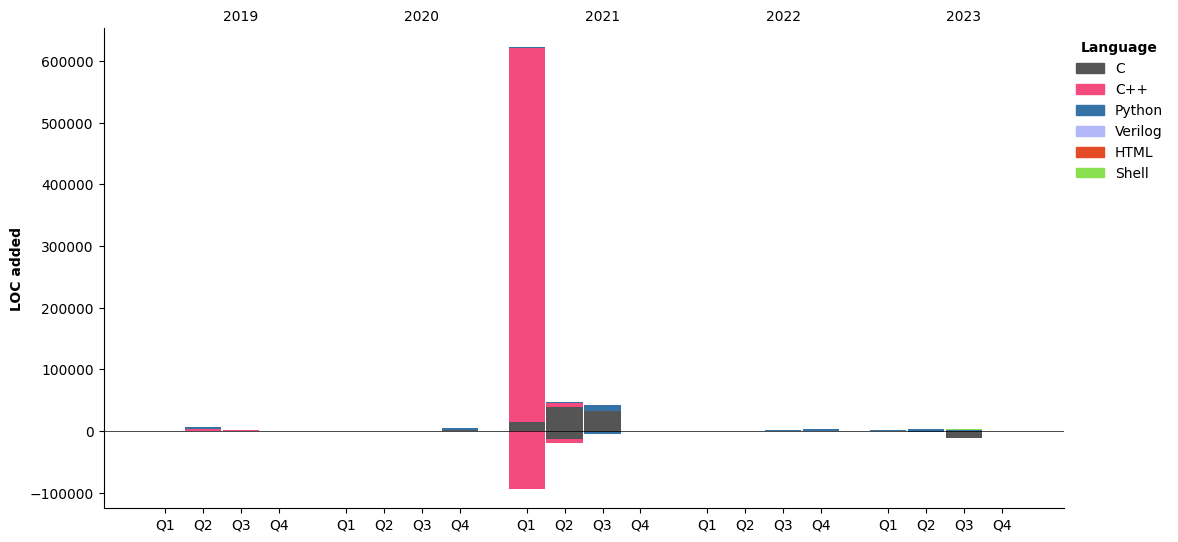 2019 2020 2021 2022 2023
Language
C
C++
Python
Verilog
HTML
Shell
600000
500000
400000
300000
200000
100000
0
−100000
LOC added
Q1 Q2 Q3 Q4 Q1 Q2 Q3 Q4 Q1 Q2 Q3 Q4 Q1 Q2 Q3 Q4 Q1 Q2 Q3 Q4